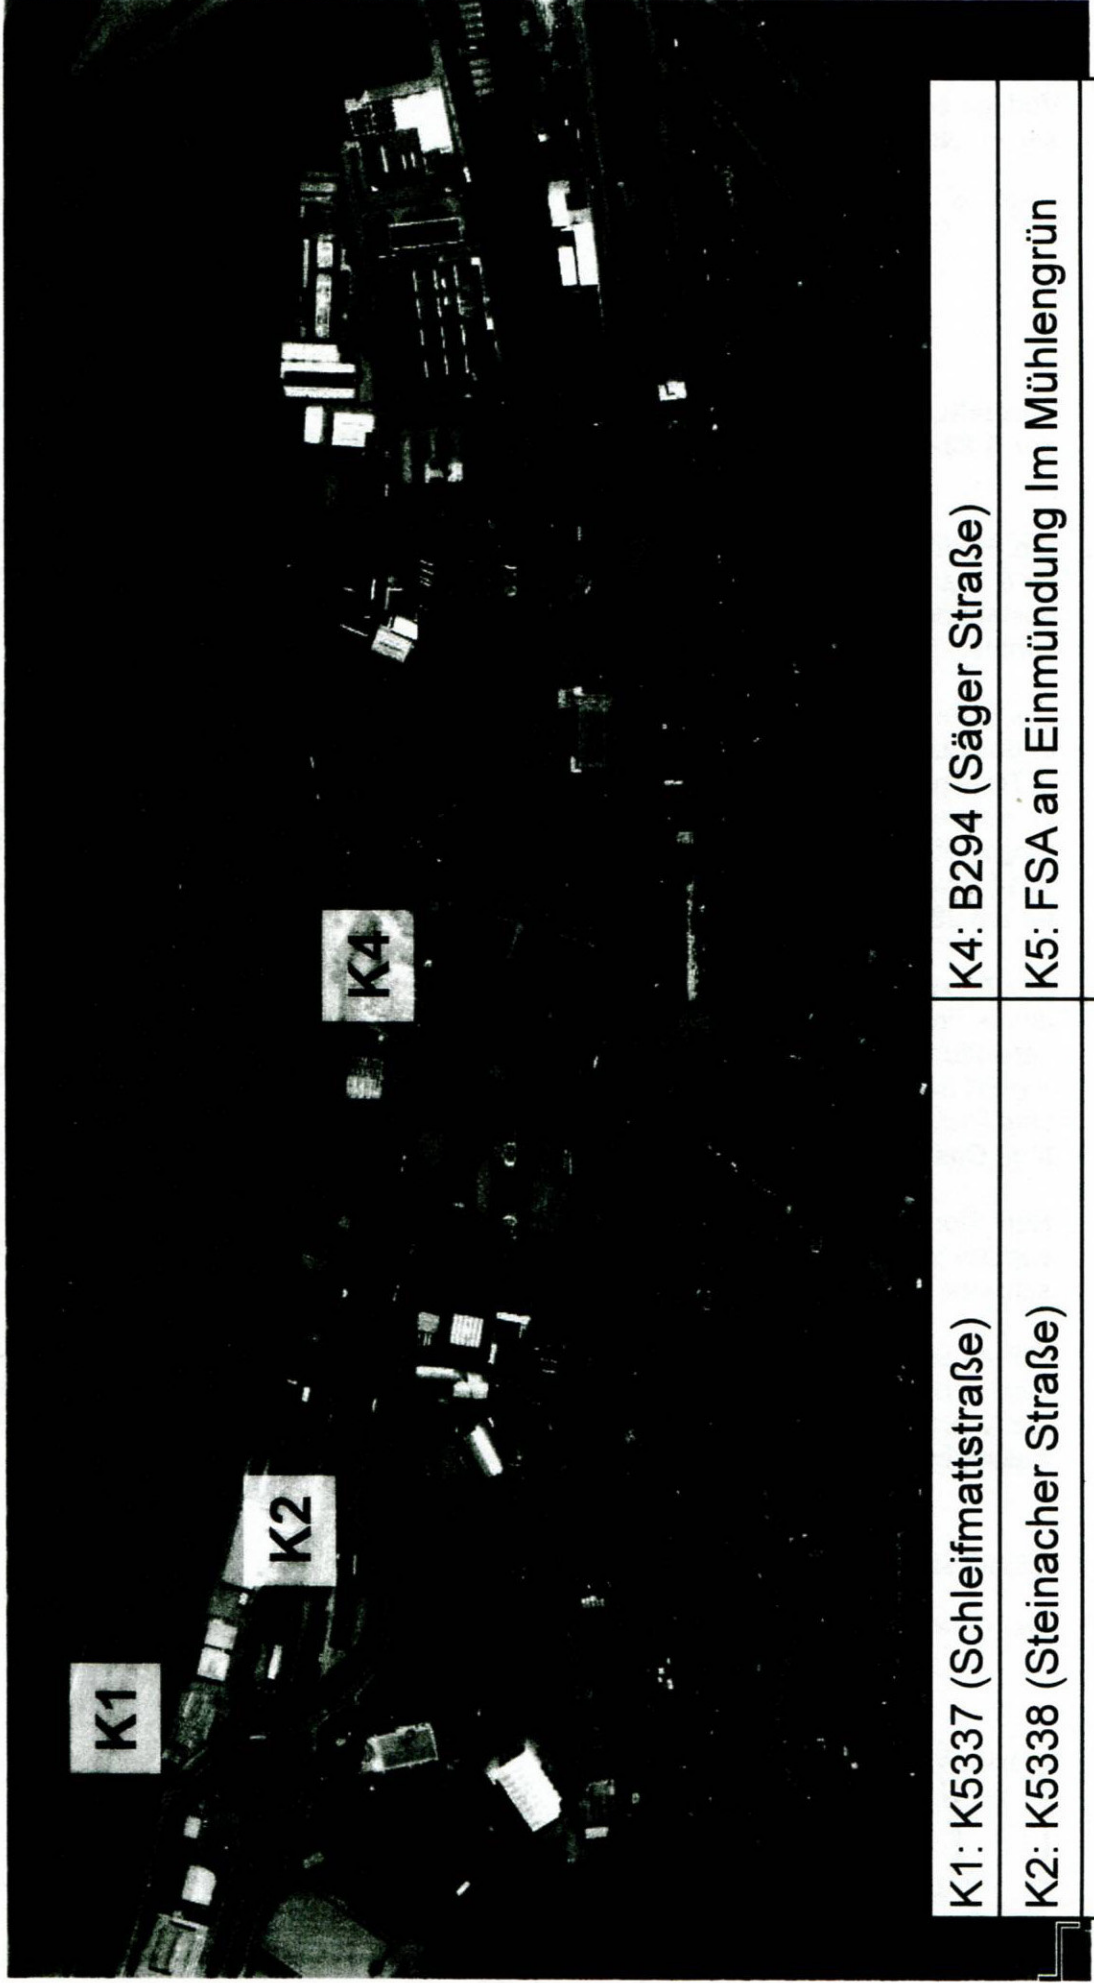 K1
K2
K4
K1: K5337 (Schleifmattstraße)
K4: B294 (Säger Straße)
K2: K5338 (Steinacher Straße)
K5: FSA an Einmündung Im Mühlengrün